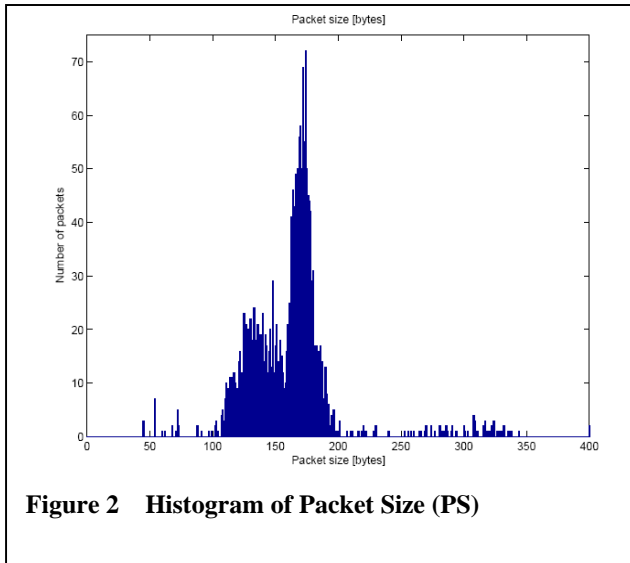 Packet size [bytes]
70
60
50
40
30
20
10
0
Number of packets
0 50 100 150 200 250 300 350 400
Packet size [bytes]
Figure 2 Histogram of Packet Size (PS)